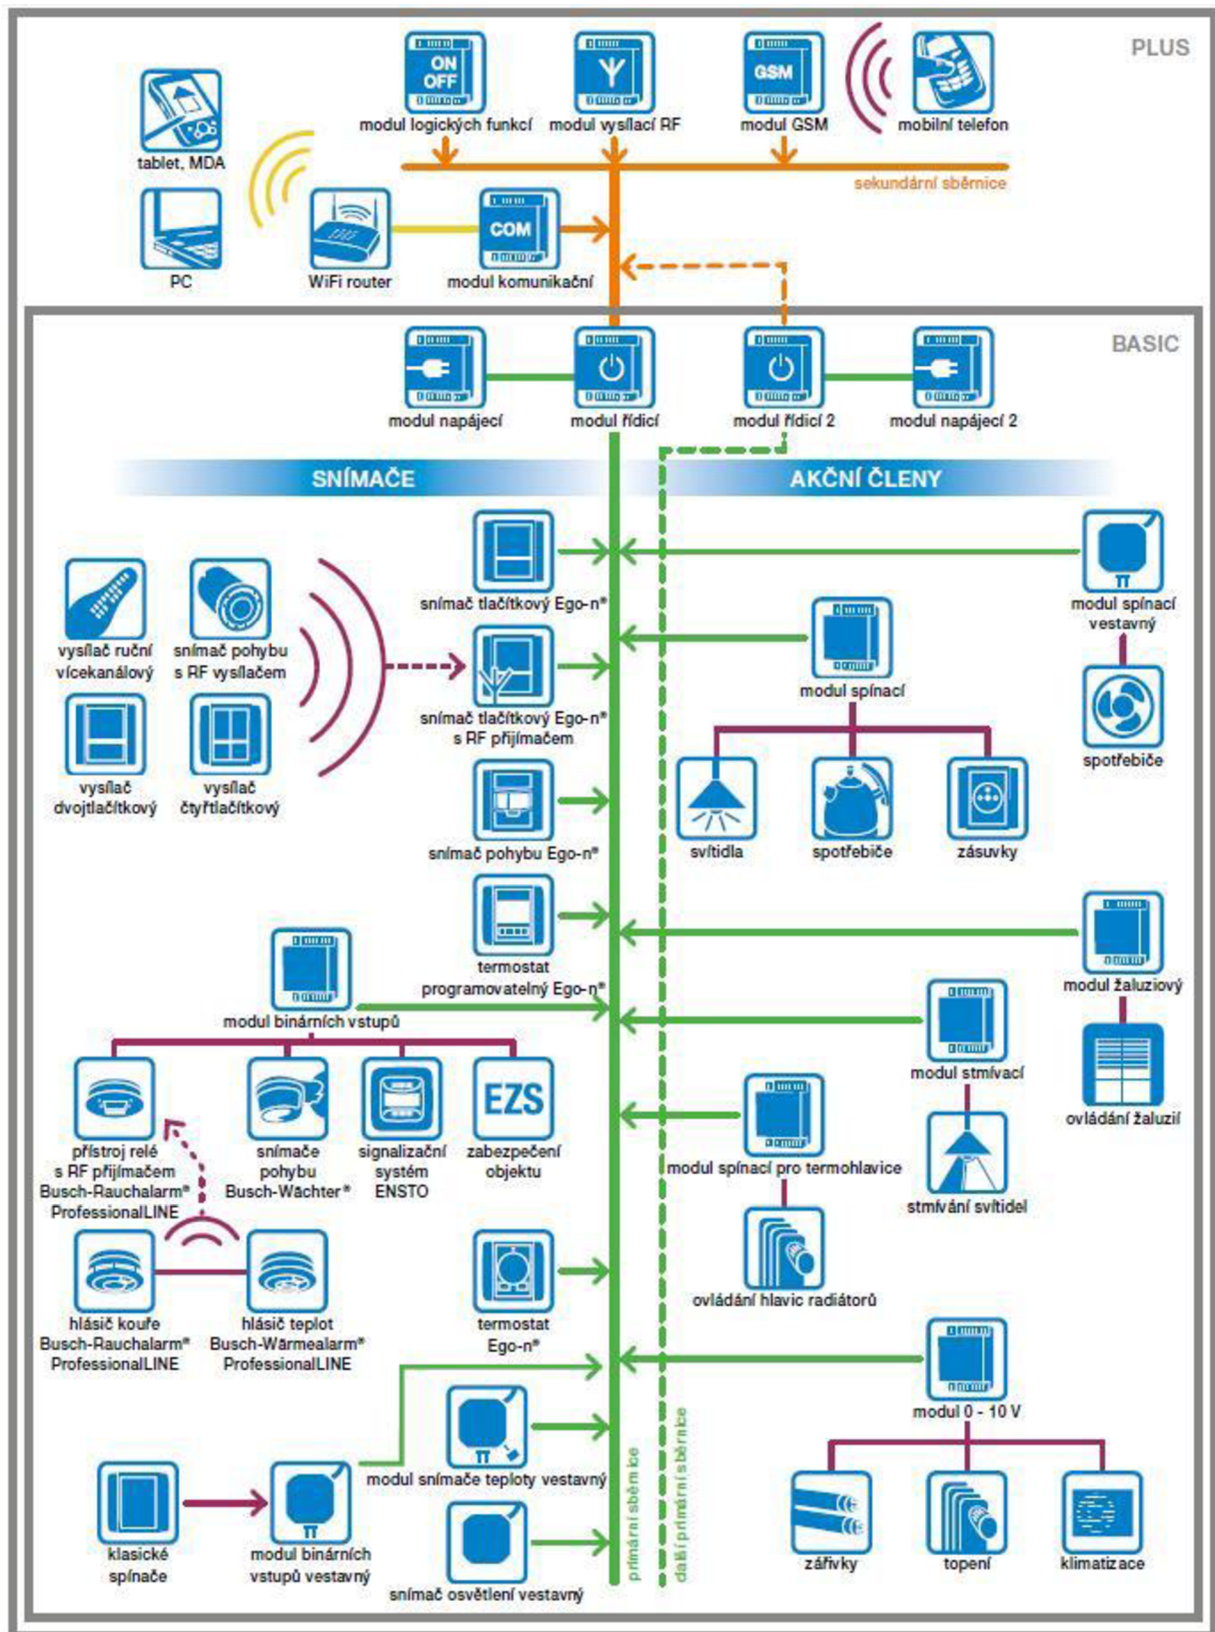 PLUS
ON
OFF
GSM
modul logických funkcí
modul vysílací RF
modul GSM
mobilní telefon
tablet, MDA
sekundární sběrnice
COM
PC
WiFi router
modul komunikační
BASIC
modul napájecí
modul řídicí
modul řídicí 2
modul napájecí 2
SNÍMAČE
AKČNÍ ČLENY
snímač tlačítkový Ego-n®
modul spínací
vestavný
vysílač ruční
vícekanálový
snímač pohybu
s RF vysílačem
modul spínací
snímač tlačítkový Ego-n®
s RF přijímačem
spotřebiče
vysílač
dvojtlačítkový
vysílač
čtyřtlačítkový
snímač pohybu Ego-n®
svítidla
spotřebiče
zásuvky
termostat
programovatelný Ego-n®
modul žaluziový
modul binárních vstupů
modul stmívací
EZS
ovládání žaluzií
přístroj relé
s RF přijímačem
Busch-Rauchalarm®
ProfessionalLINE
snímače
pohybu
Busch-Wächter®
signalizační
systém
ENSTO
zabezpečení
objektu
modul spínací pro termohlavice
stmívání svítidel
ovládání hlavic radiátorů
hlásič kouře
Busch-Rauchalarm®
ProfessionalLINE
hlásič teplot
Busch-Wärmealarm®
ProfessionalLINE
termostat
Ego-n®
modul 0 - 10 V
modul snímače teploty vestavný
primární sběrnice
další primární sběrnice
klasické
spínače
modul binárních
vstupů vestavný
snímač osvětlení vestavný
zářivky
topení
klimatizace